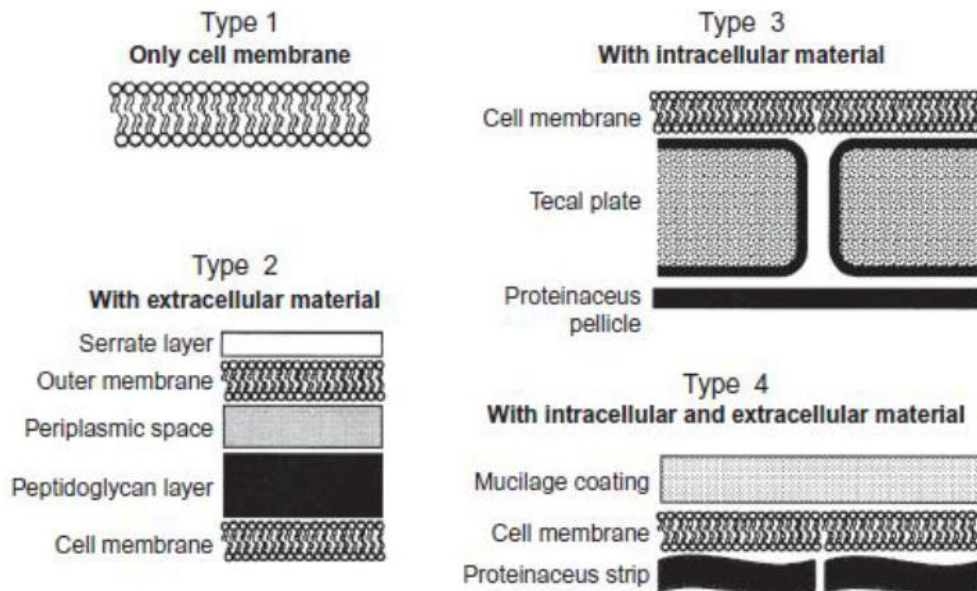 Type 1
Only cell membrane
Type 2
With extracellular material
Serrate layer
Outer membrane
Periplasmic space
Peptidoglycan layer
Cell membrane
Type 3
With intracellular material
Cell membrane
Tecal plate
Proteinaceus
pellicle
Type 4
With intracellular and extracellular material
Mucilage coating
Cell membrane
Proteinaceus strip